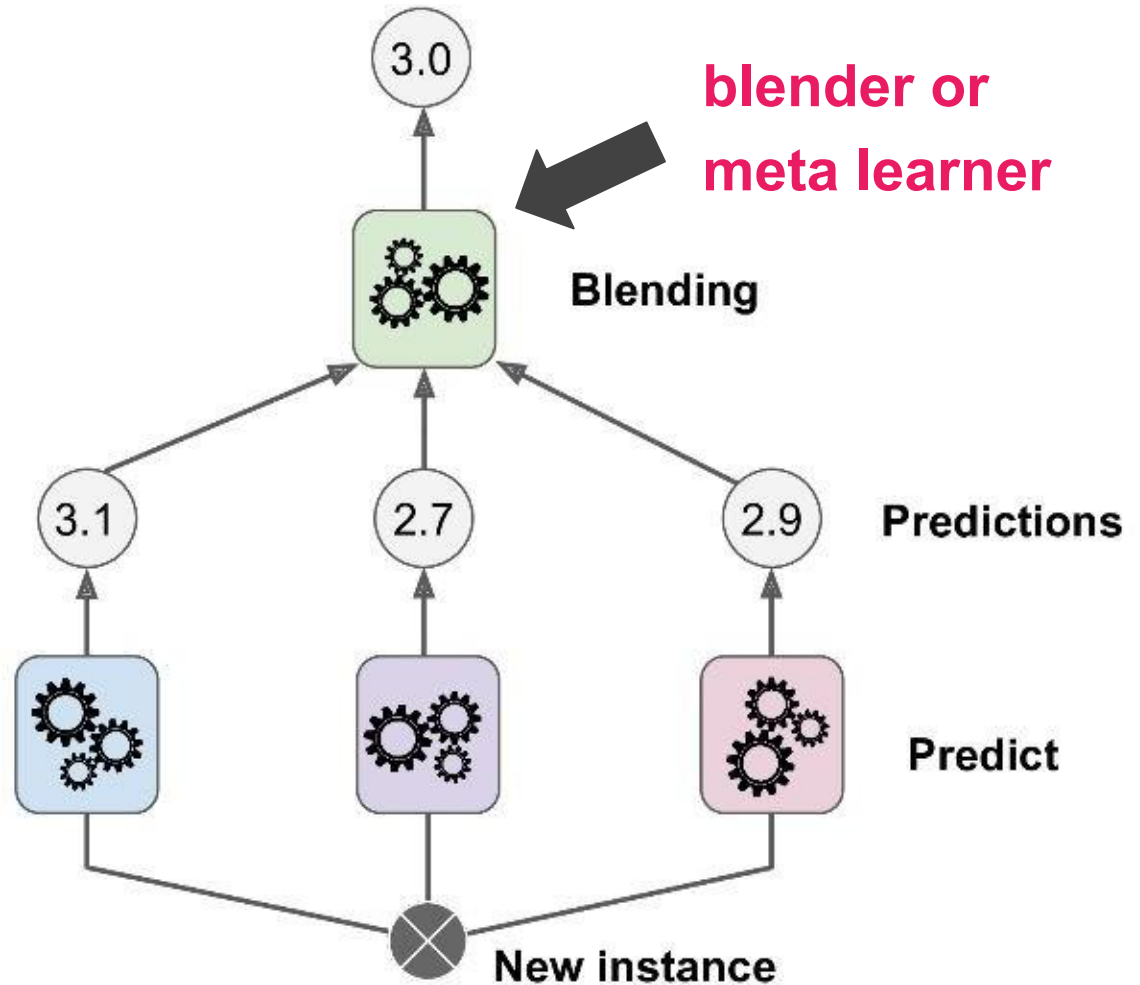 3.0
blender or
meta learner
Blending
3.1
2.7
2.9
Predictions
Predict
New instance